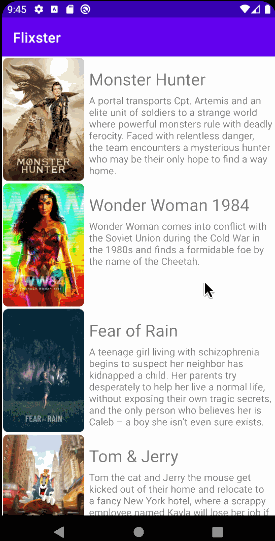 9:45
Flixster
MONSTER
HUNTER
Monster Hunter
A portal transports Cpt. Artemis and an
elite unit of soldiers to a strange world
where powerful monsters rule with deadly
ferocity. Faced with relentless danger,
the team encounters a mysterious hunter
who may be their only hope to find a way
home.
WW84
Wonder Woman 1984
Wonder Woman comes into conflict with
the Soviet Union during the Cold War in
the 1980s and finds a formidable foe by
the name of the Cheetah.
FEAR OF RAIN
Fear of Rain
A teenage girl living with schizophrenia
begins to suspect her neighbor has
kidnapped a child. Her parents try
desperately to help her live a normal life,
without exposing their own tragic secrets,
and the only person who believes her is
Caleb – a boy she isn't even sure exists.
Tom & Jerry
Tom the cat and Jerry the mouse get
kicked out of their home and relocate to
a fancy New York hotel, where a scrappy
employee named Kayla will lose her job if